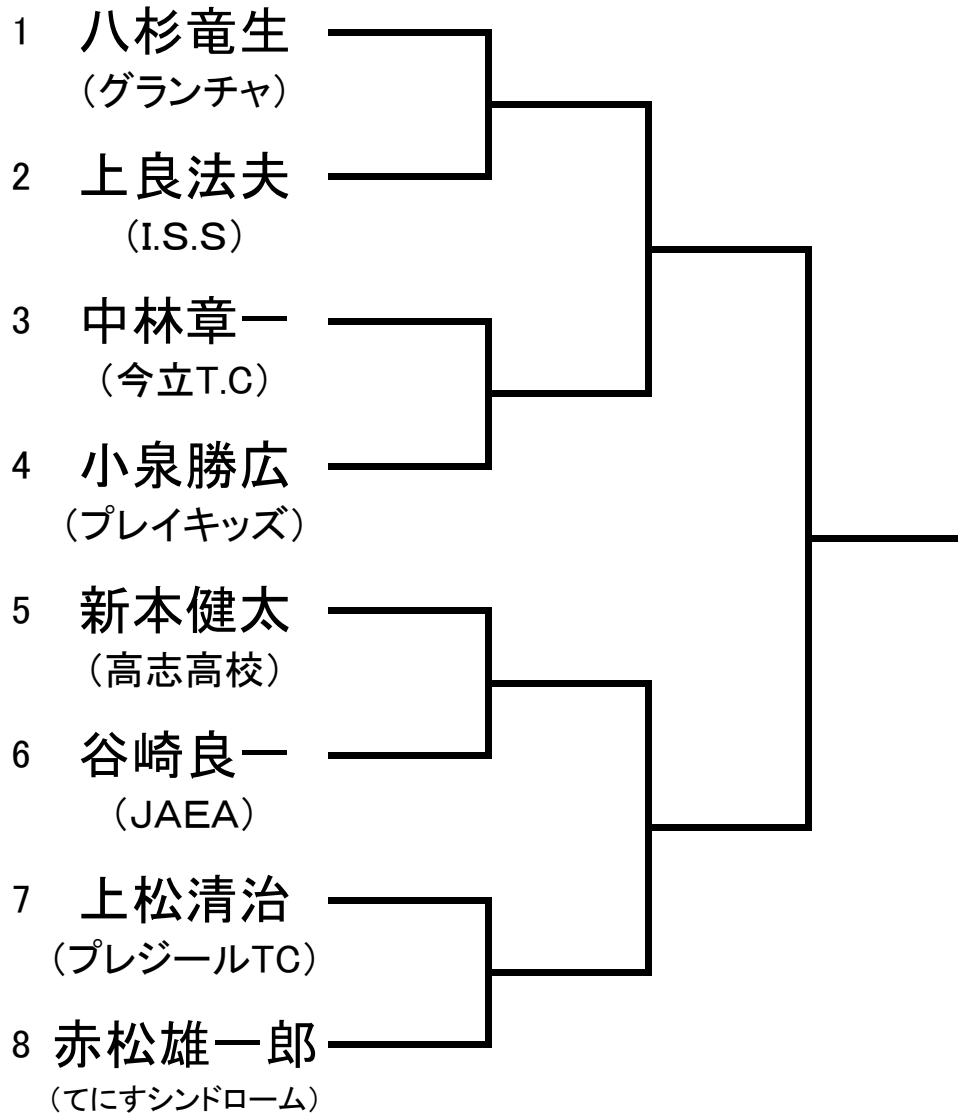 1 八杉竜生
(グランチャ)
2 上良法夫
(I.S.S)
3 中林章一
(今立T.C)
4 小泉勝広
(プレイキッズ)
5 新本健太
(高志高校)
6 谷崎良一
(JAEA)
7 上松清治
(プレジールTC)
8 赤松雄一郎
(てにすシンドローム)